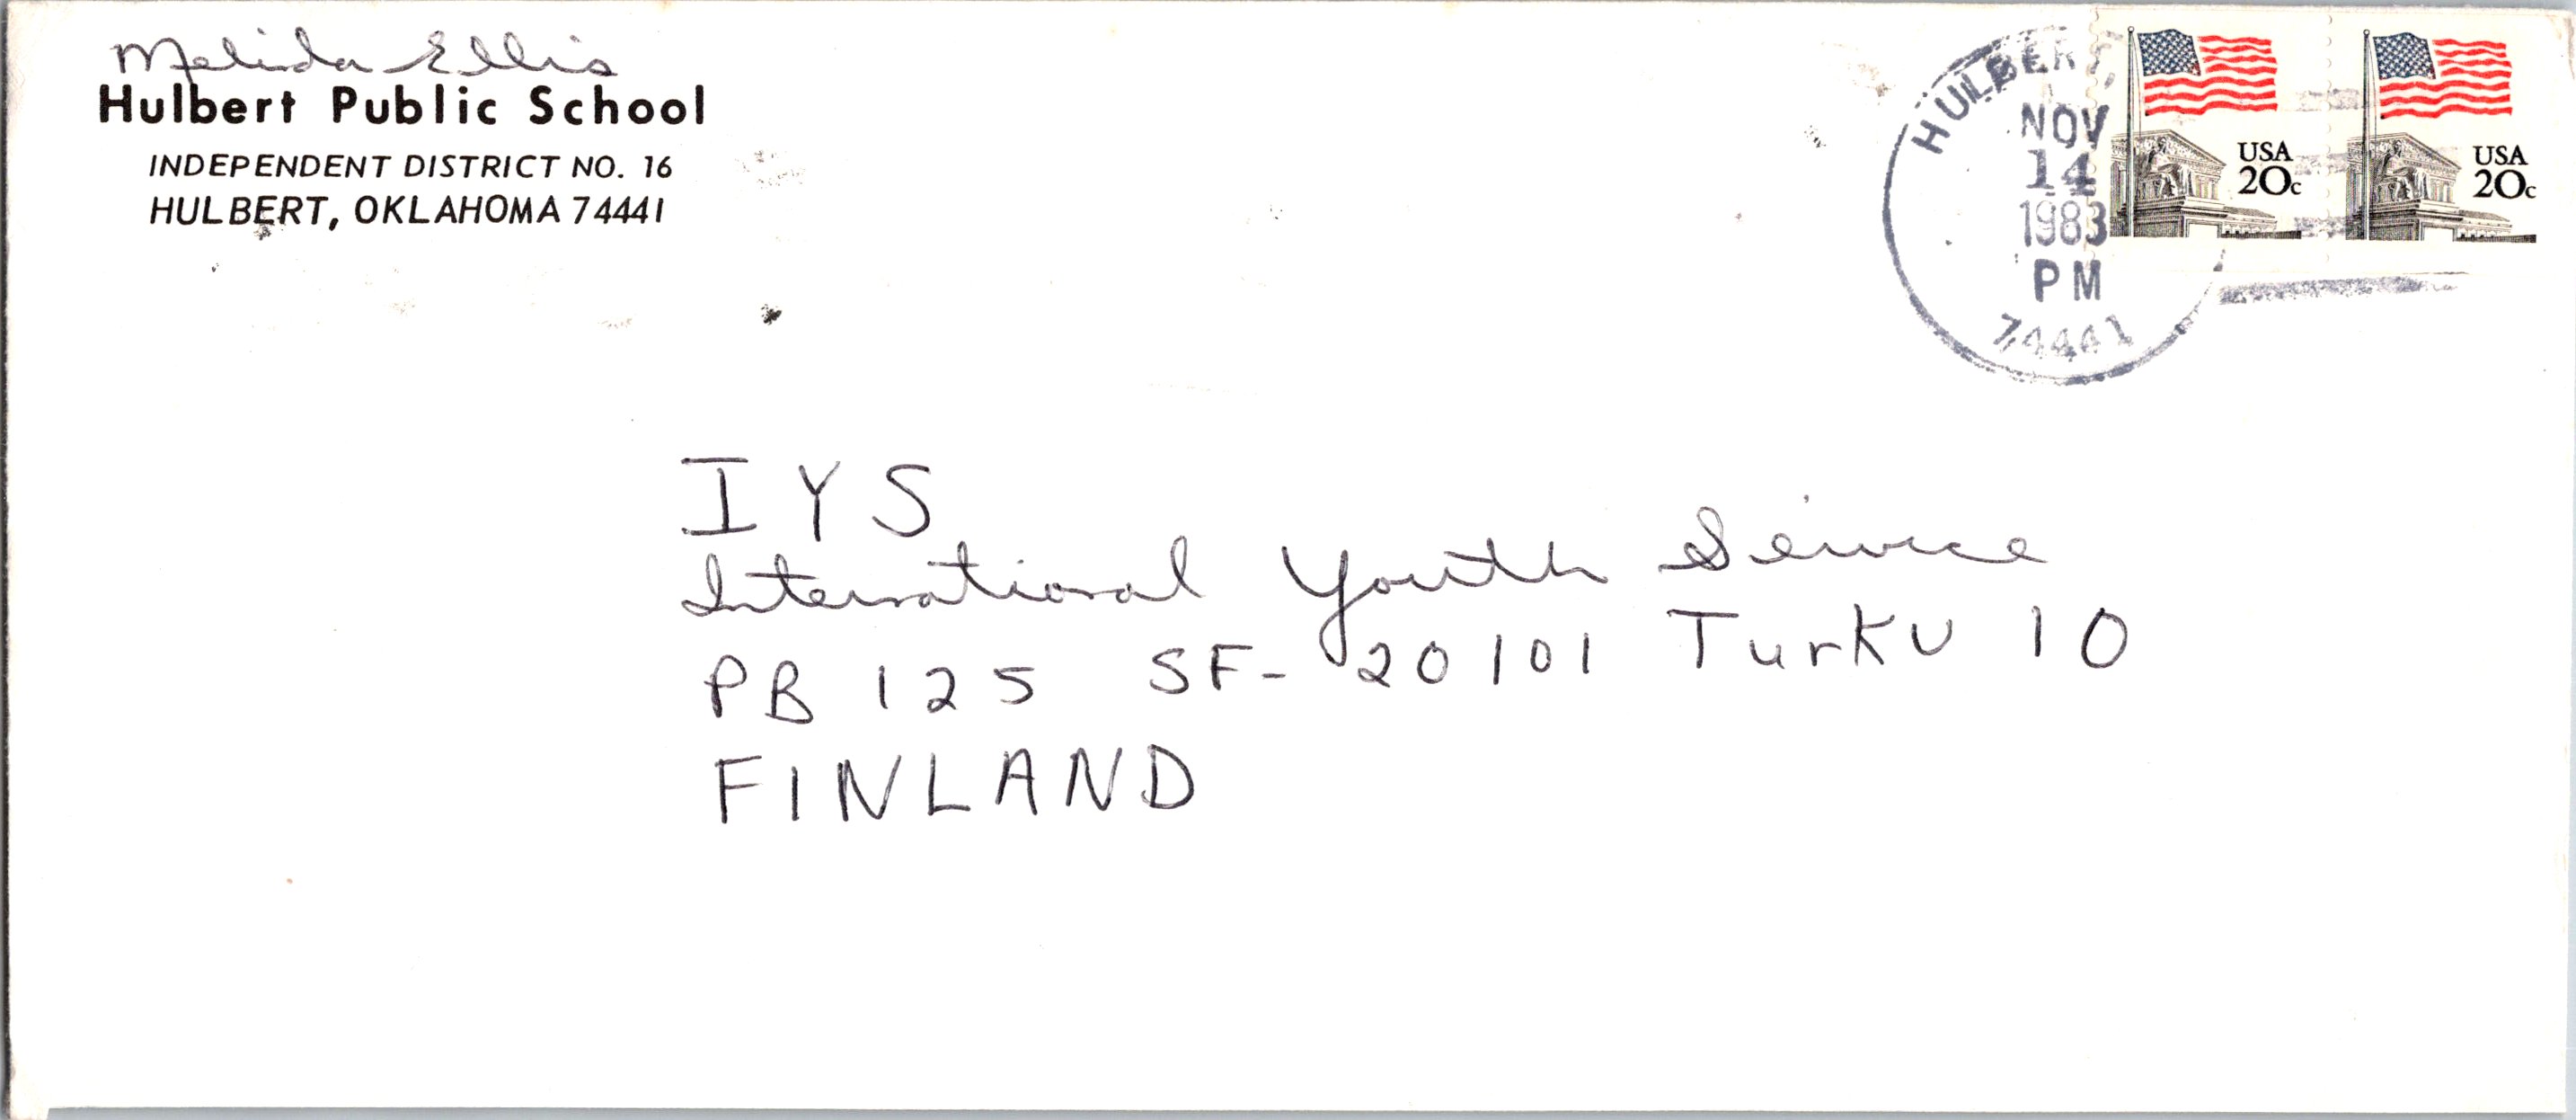 Melinda Ellis
Hulbert Public School
INDEPENDENT DISTRICT NO. 16
HULBERT, OKLAHOMA 74441
HULBERT,
NOV
14
1983
PM
74441
USA
20c
USA
20c
IYS
International Youth Service
PB 125 SF-20101 Turku 10
FINLAND